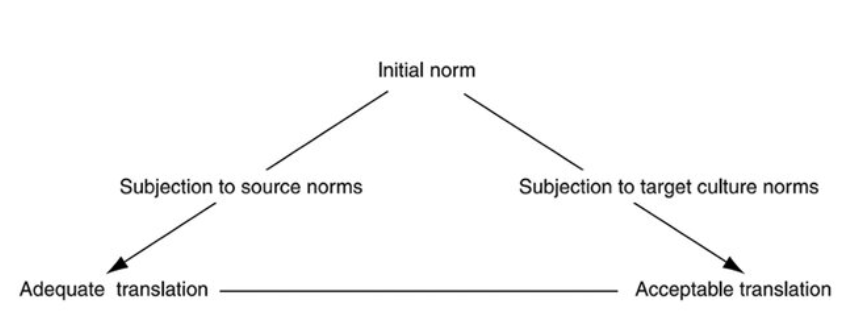 Initial norm
Subjection to source norms
Subjection to target culture norms
Adequate translation
Acceptable translation